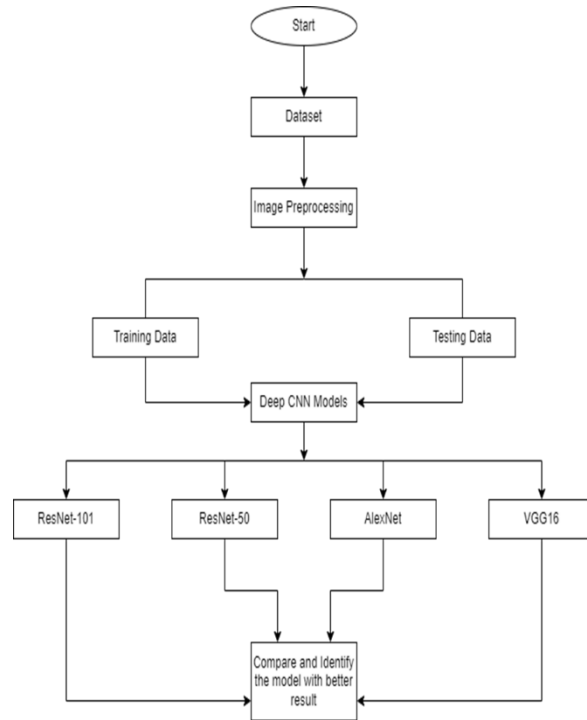 Start
Dataset
Image Preprocessing
Training Data
Testing Data
Deep CNN Models
ResNet-101
ResNet-50
AlexNet
VGG16
Compare and Identify
the model with better
result